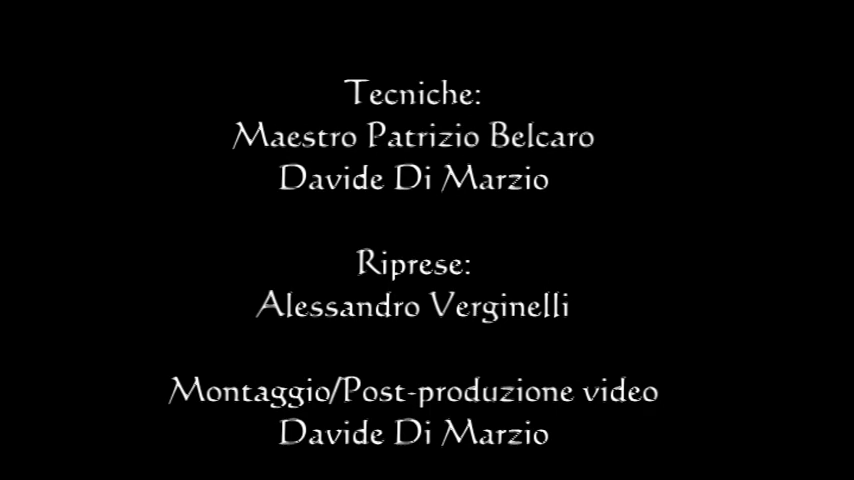 Tecniche:
Maestro Patrizio Belcaro
Davide Di Marzio
Riprese:
Alessandro Verginelli
Montaggio/Post-produzione video
Davide Di Marzio